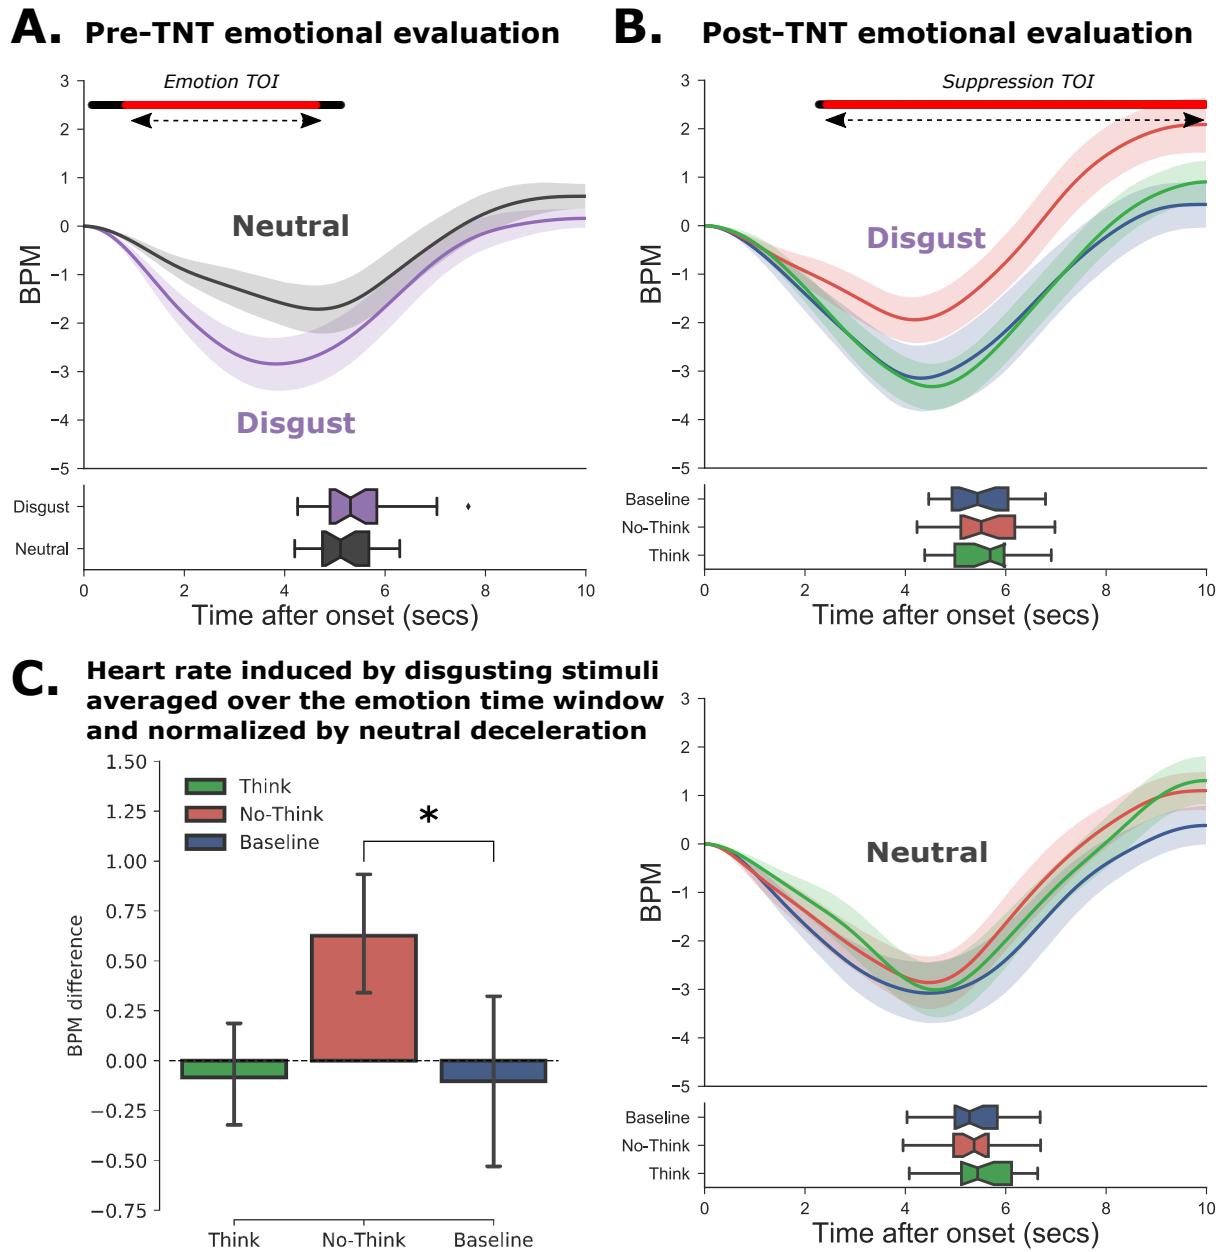 A. Pre-TNT emotional evaluation
Emotion TOI
3
2
1
0
−1
−2
−3
−4
−5
BPM
Neutral
Disgust
Disgust
Neutral
0 2 4 6 8 10
Time after onset (secs)
B. Post-TNT emotional evaluation
Suppression TOI
3
2
1
0
−1
−2
−3
−4
−5
BPM
Disgust
Baseline
No-Think
Think
0 2 4 6 8 10
Time after onset (secs)
C. Heart rate induced by disgusting stimuli
averaged over the emotion time window
and normalized by neutral deceleration
1.50
1.25
1.00
0.75
0.50
0.25
0.00
−0.25
−0.50
−0.75
BPM difference
Think
No-Think
Baseline
*
Think No-Think Baseline
3
2
1
0
−1
−2
−3
−4
−5
BPM
Neutral
Baseline
No-Think
Think
0 2 4 6 8 10
Time after onset (secs)